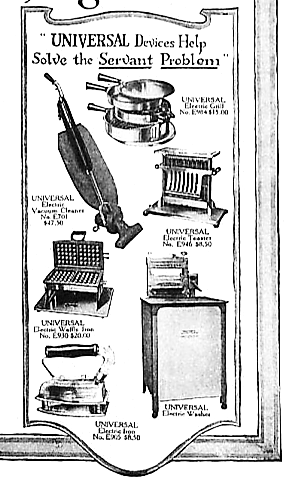 "UNIVERSAL Devices Help
Solve the Servant Problem"
UNIVERSAL
Electric Grill
No. E984 $15.00
UNIVERSAL
Electric
Vacuum Cleaner
No. E701
$47.50
UNIVERSAL
Electric Toaster
No. E946 $8.50
UNIVERSAL
Electric Waffle Iron
No. E930 $20.00
UNIVERSAL
Electric Washer
UNIVERSAL
Electric Iron
No. E905 $8.50